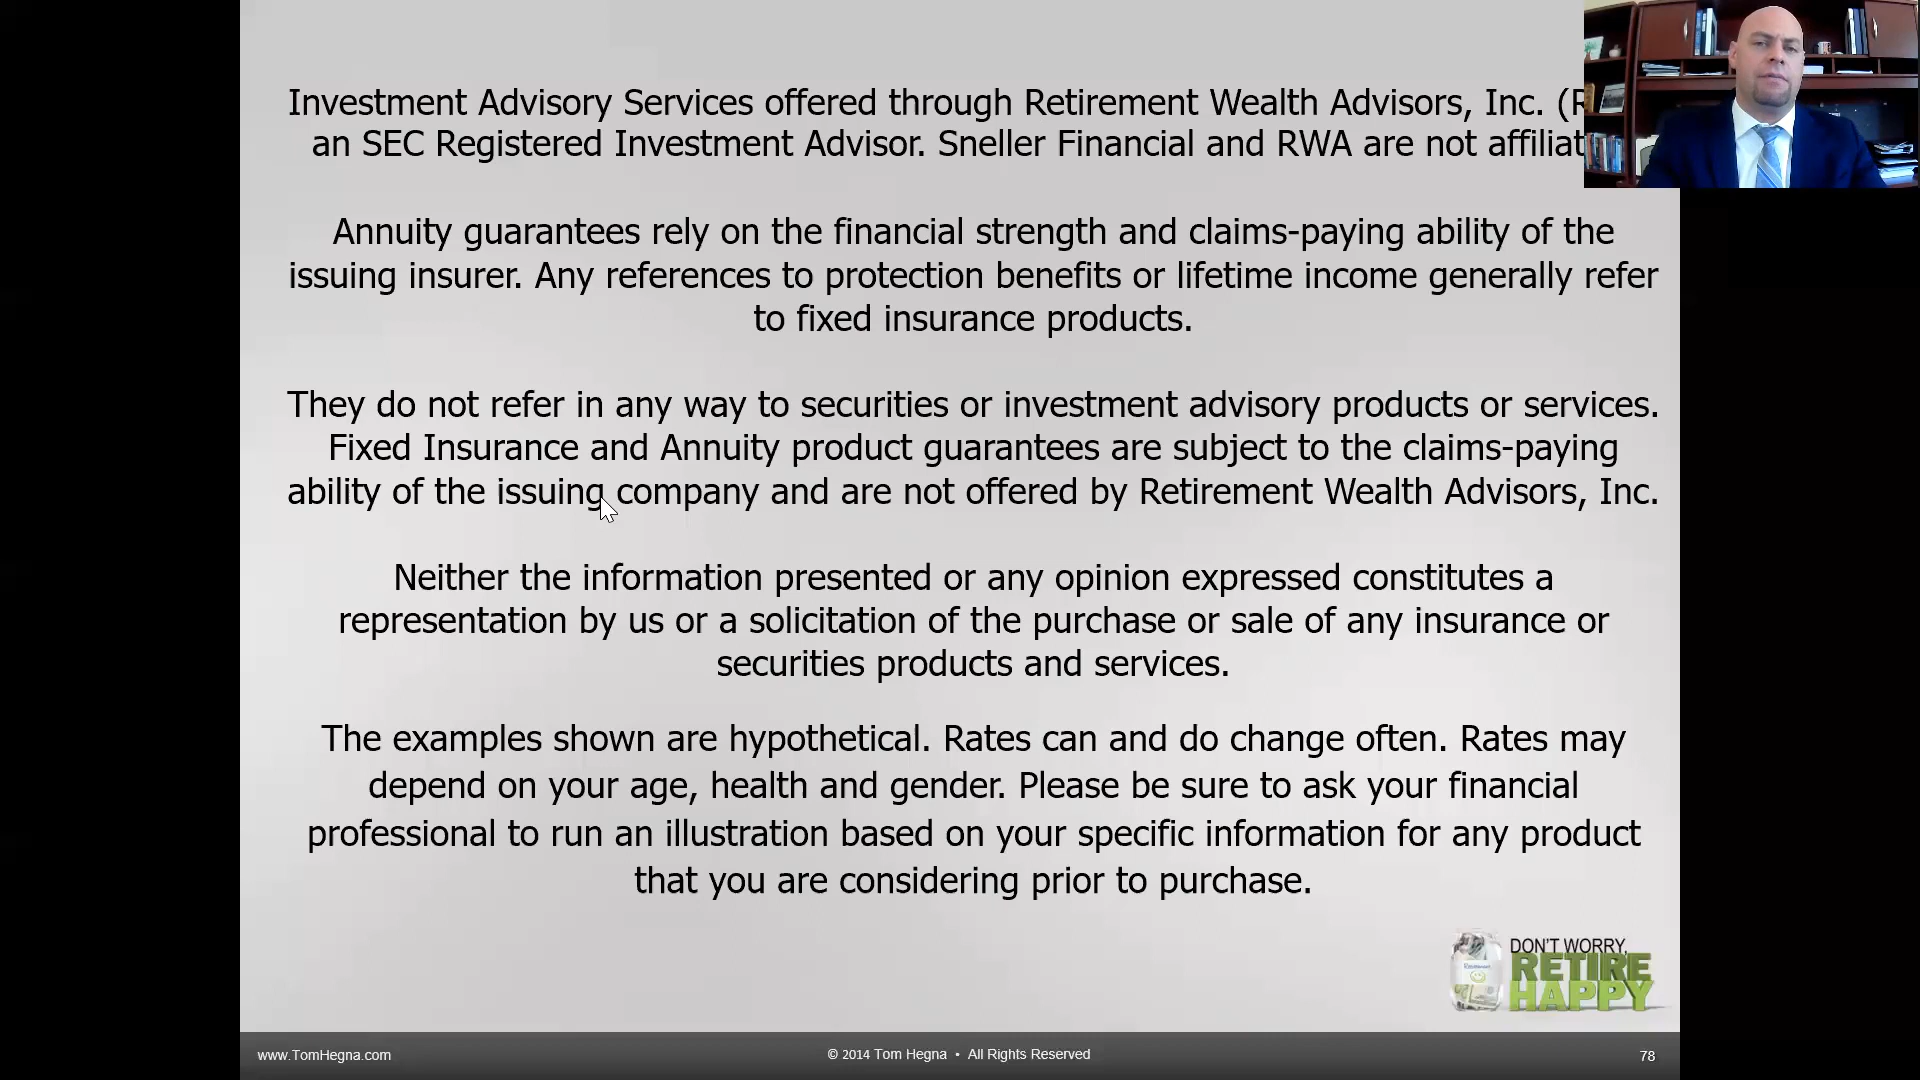 Investment Advisory Services offered through Retirement Wealth Advisors, Inc. (R
an SEC Registered Investment Advisor. Sneller Financial and RWA are not affiliat
Annuity guarantees rely on the financial strength and claims-paying ability of the
issuing insurer. Any references to protection benefits or lifetime income generally refer
to fixed insurance products.
They do not refer in any way to securities or investment advisory products or services.
Fixed Insurance and Annuity product guarantees are subject to the claims-paying
ability of the issuing company and are not offered by Retirement Wealth Advisors, Inc.
Neither the information presented or any opinion expressed constitutes a
representation by us or a solicitation of the purchase or sale of any insurance or
securities products and services.
The examples shown are hypothetical. Rates can and do change often. Rates may
depend on your age, health and gender. Please be sure to ask your financial
professional to run an illustration based on your specific information for any product
that you are considering prior to purchase.
DON'T WORRY,
RETIRE
HAPPY
www.TomHegna.com
© 2014 Tom Hegna • All Rights Reserved
78